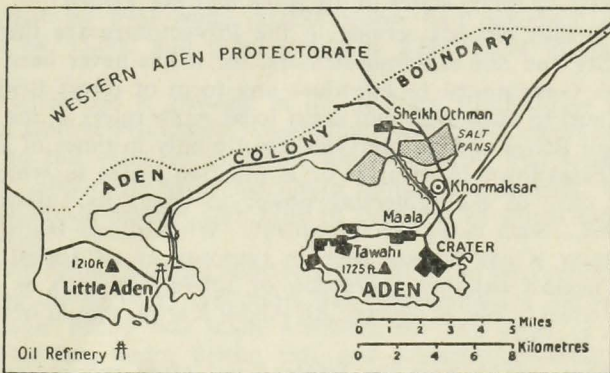 WESTERN ADEN PROTECTORATE
BOUNDARY
Sheikh Othman
SALT
PANS
ADEN COLONY
Khormaksar
Maala
CRATER
Tawahi
1210 ft.
1725 ft.
Little Aden
ADEN
0 1 2 3 4 5 Miles
0 2 4 6 8 Kilometres
Oil Refinery